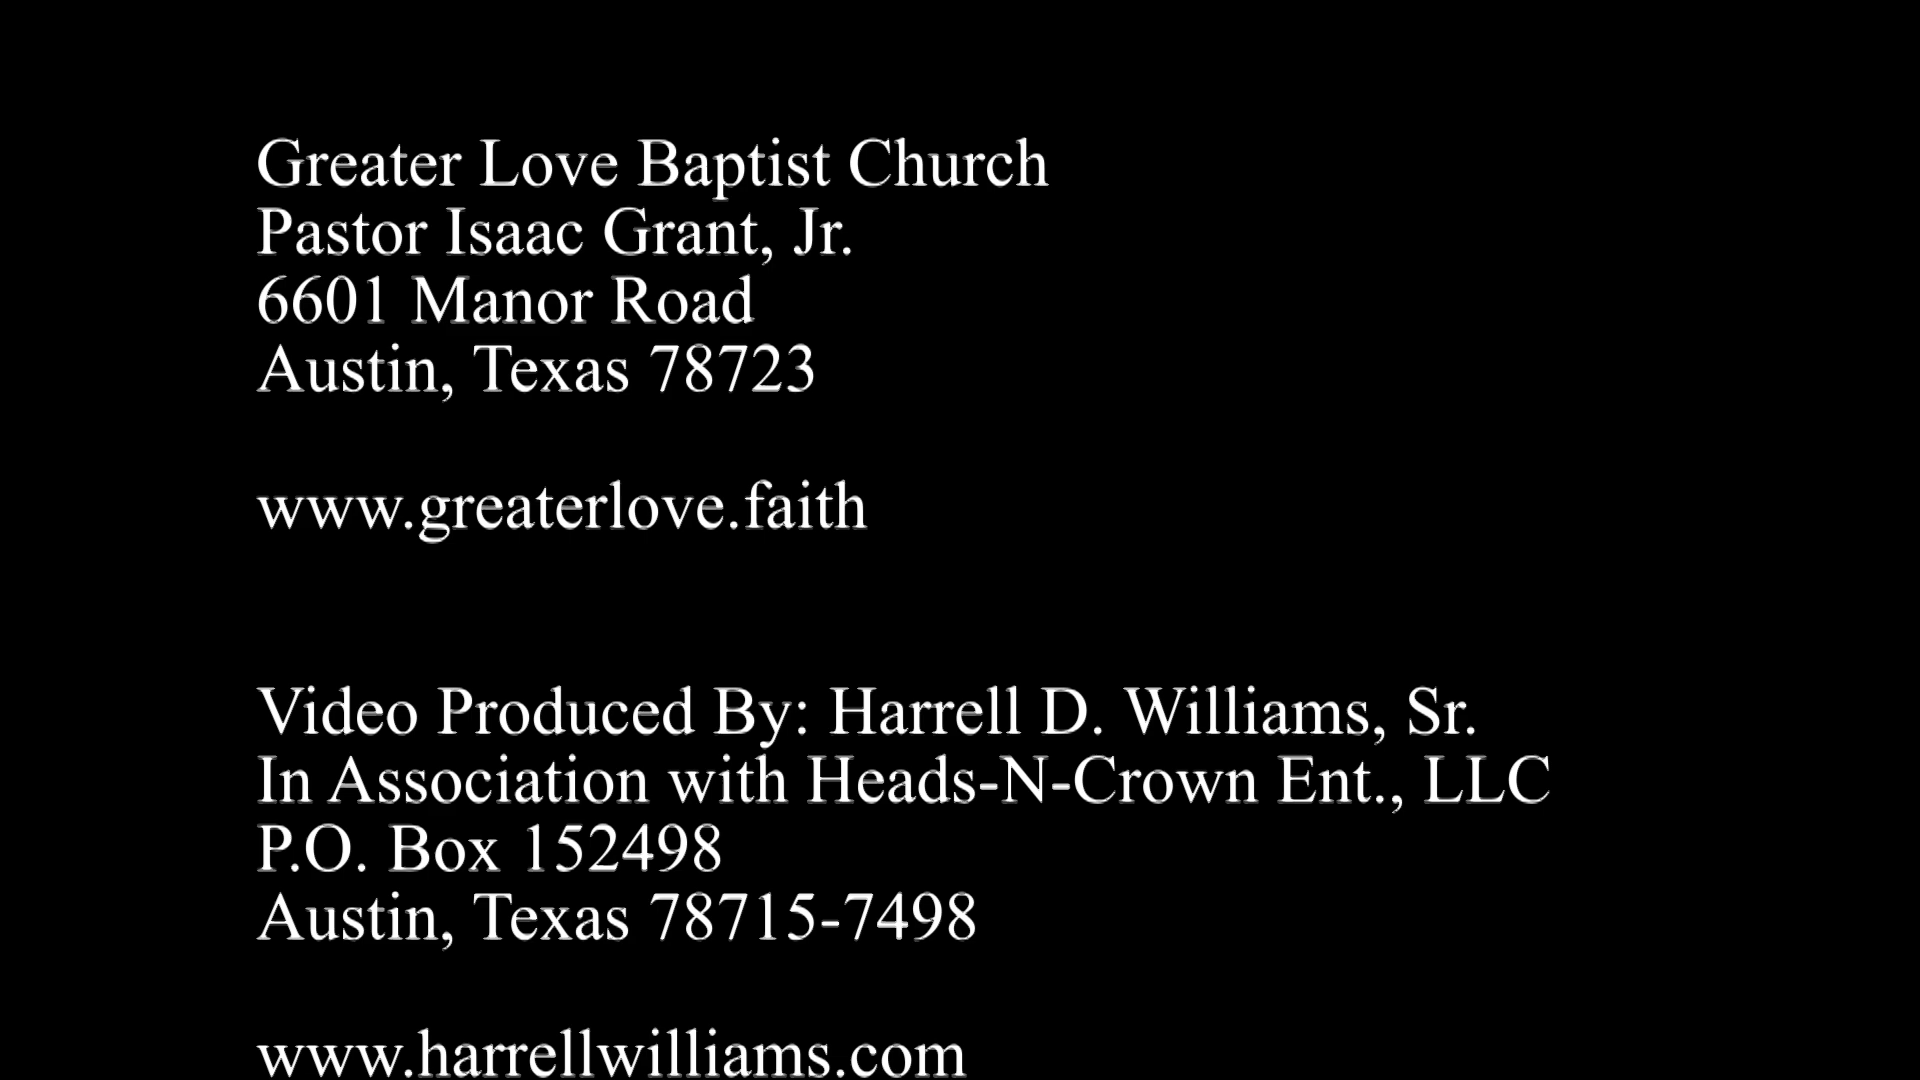 Greater Love Baptist Church
Pastor Isaac Grant, Jr.
6601 Manor Road
Austin, Texas 78723
www.greaterlove.faith
Video Produced By: Harrell D. Williams, Sr.
In Association with Heads-N-Crown Ent., LLC
P.O. Box 152498
Austin, Texas 78715-7498
www.harrellwilliams.com